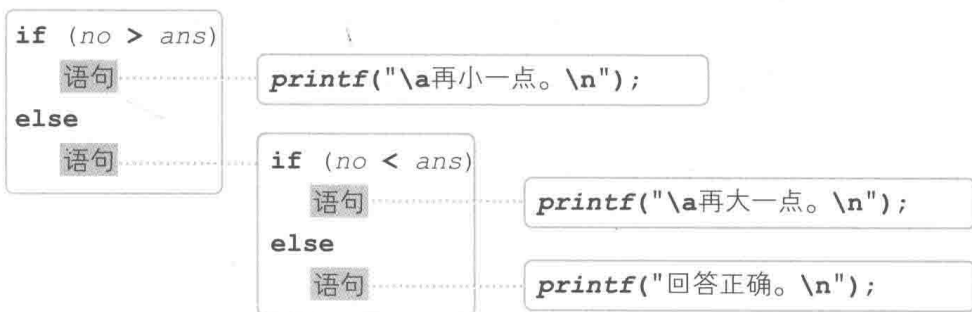 if (no > ans)
语句 printf("\a再小一点。\n");
else
语句 if (no < ans)
语句 printf("\a再大一点。\n");
else
语句 printf("回答正确。\n");